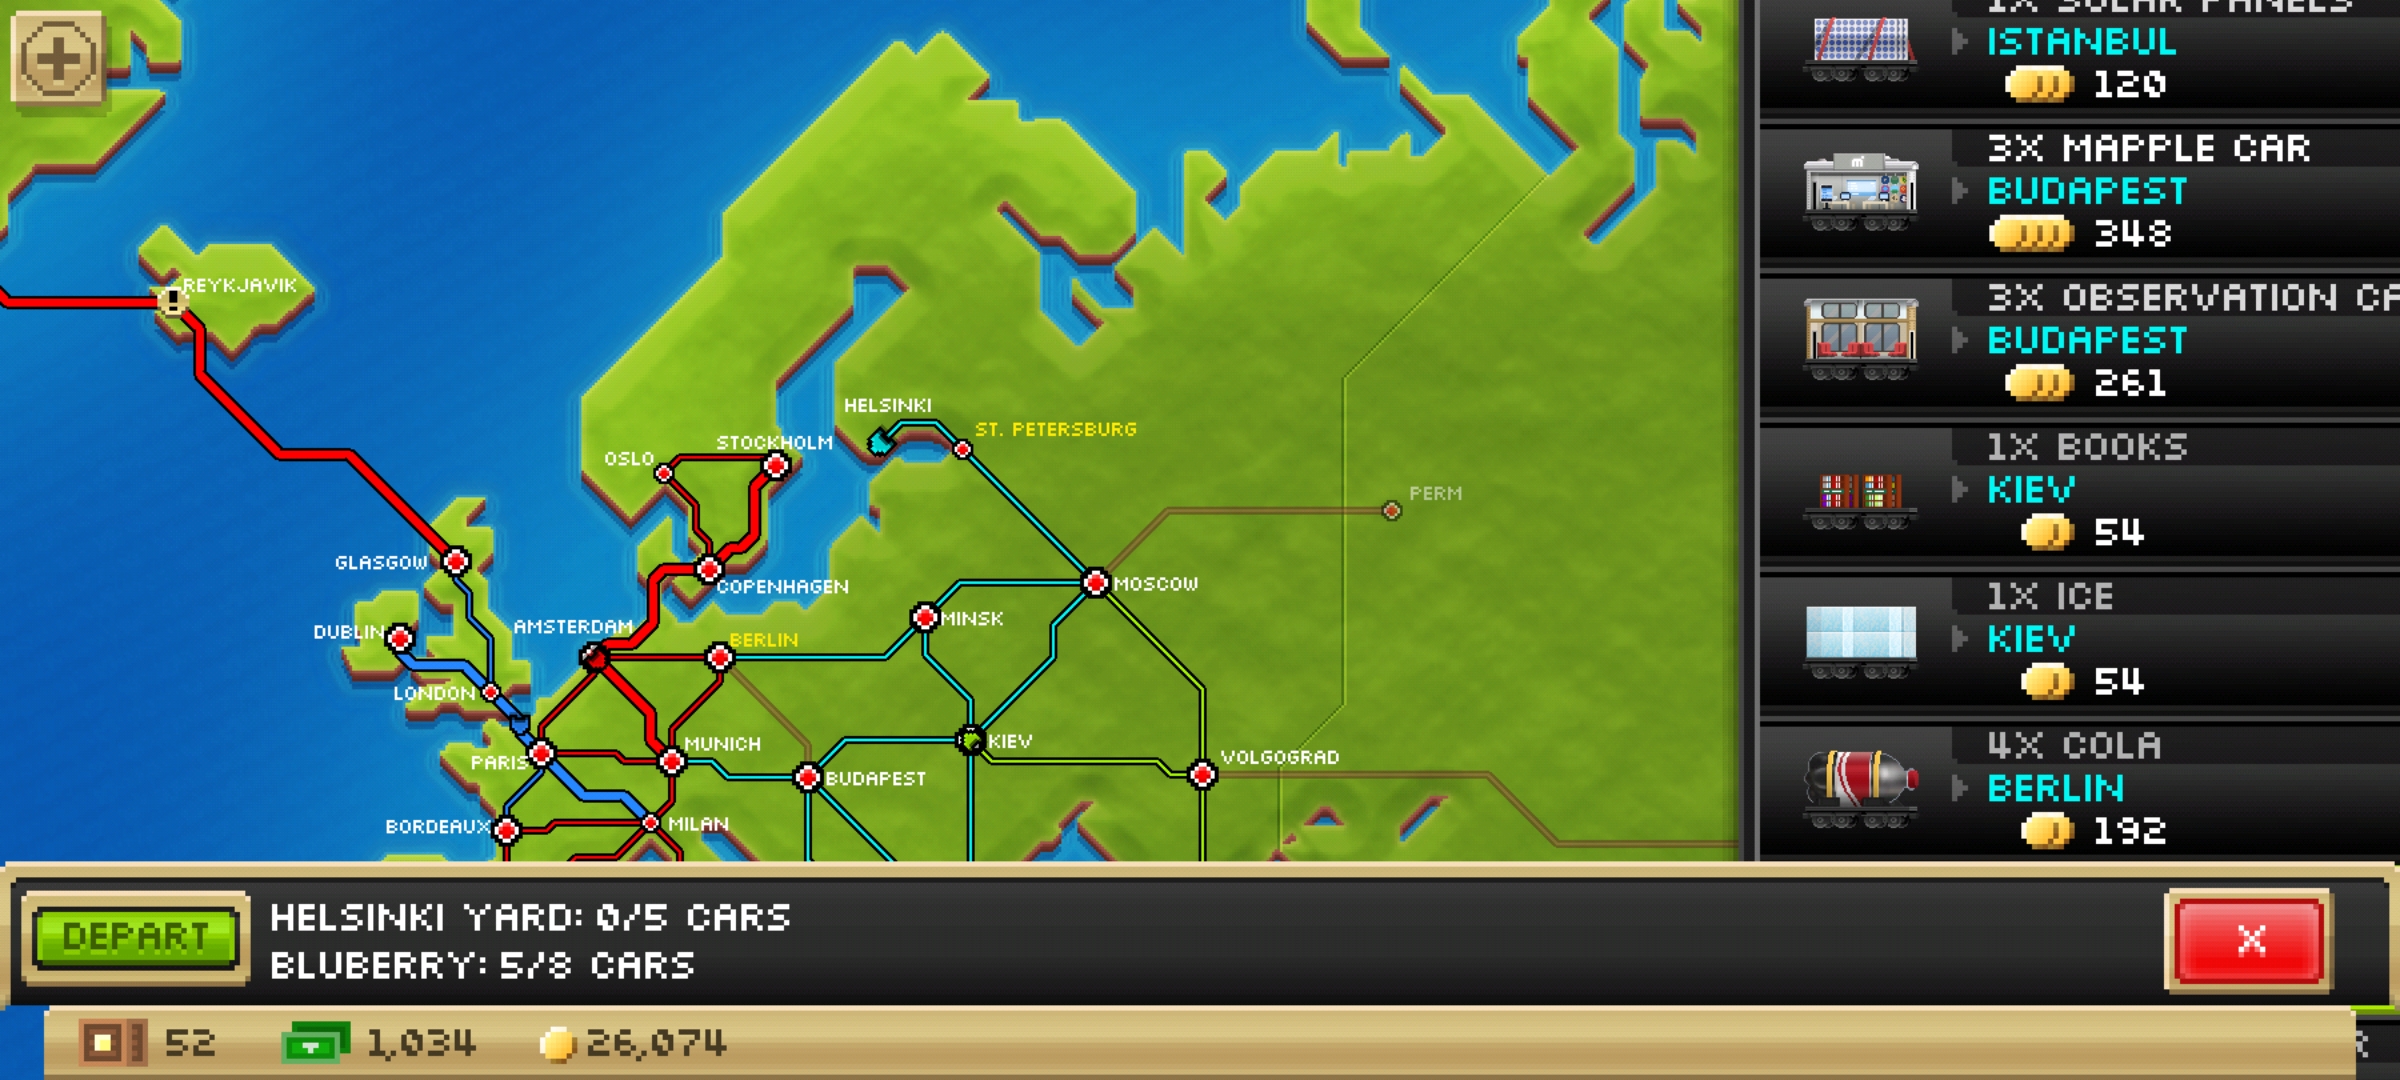 REYKJAVIK
HELSINKI
ST. PETERSBURG
STOCKHOLM
OSLO
PERM
GLASGOW
COPENHAGEN
MOSCOW
MINSK
DUBLIN
AMSTERDAM
BERLIN
LONDON
KIEV
MUNICH
PARIS
BUDAPEST
VOLGOGRAD
BORDEAUX
MILAN
1X SOLAR PANELS
ISTANBUL
120
3X MAPPLE CAR
m
BUDAPEST
348
3X OBSERVATION CA
BUDAPEST
261
1X BOOKS
KIEV
54
1X ICE
KIEV
54
4X COLA
BERLIN
192
DEPART
HELSINKI YARD: 0/5 CARS
BLUBERRY: 5/8 CARS
X
52
1,034
26,074